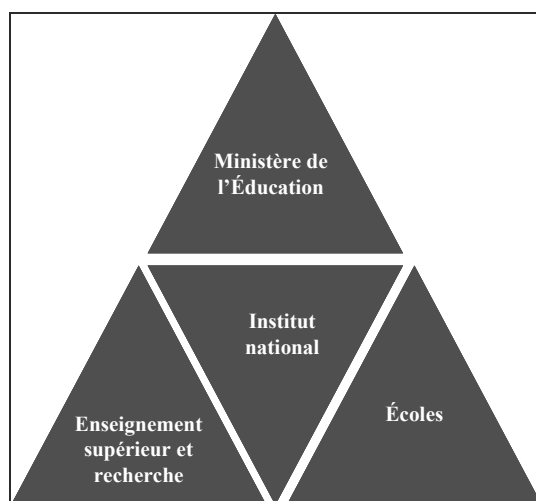 Ministère de
l’Éducation
Institut
national
Enseignement
supérieur et
recherche
Écoles